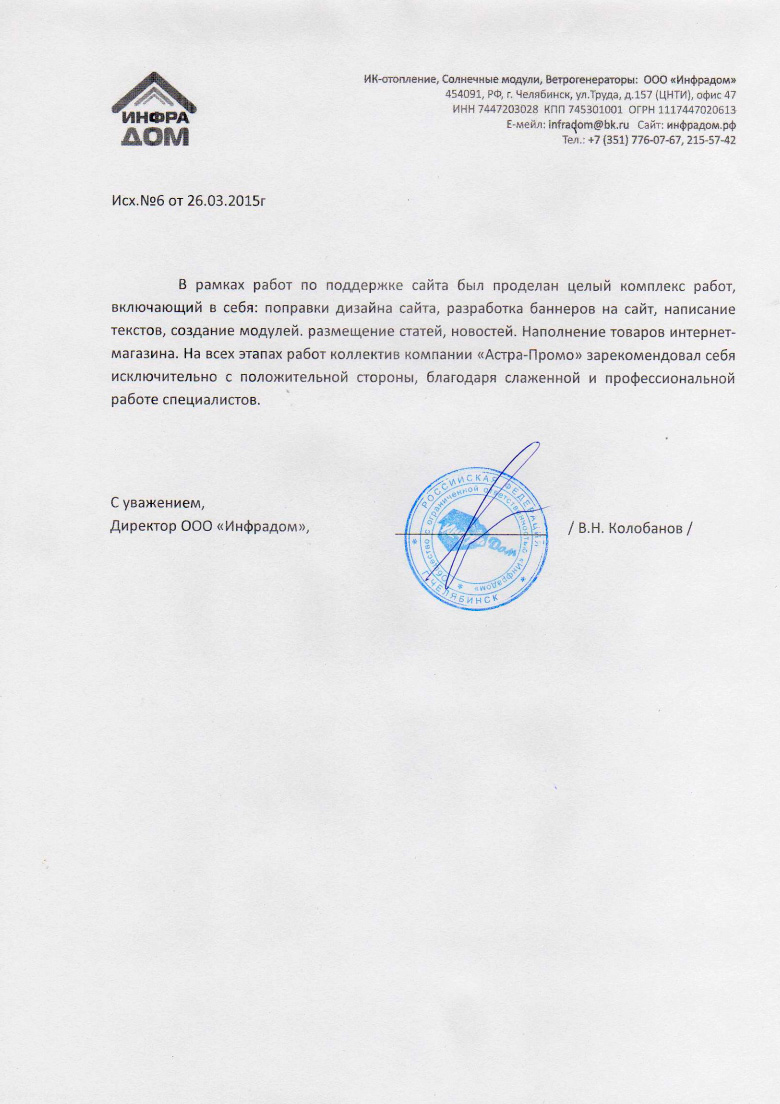 ИНФРА
ДОМ
ИК-отопление, Солнечные модули, Ветрогенераторы: ООО «Инфрадом»
454091, РФ, г. Челябинск, ул.Труда, д.157 (ЦНТИ), офис 47
ИНН 7447203028 КПП 745301001 ОГРН 1117447020613
Е-мейл: infradom@bk.ru Сайт: инфрадом.рф
Тел.: +7 (351) 776-07-67, 215-57-42
Исх.№6 от 26.03.2015г
В рамках работ по поддержке сайта был проделан целый комплекс работ,
включающий в себя: поправки дизайна сайта, разработка баннеров на сайт, написание
текстов, создание модулей. размещение статей, новостей. Наполнение товаров интернет-
магазина. На всех этапах работ коллектив компании «Астра-Промо» зарекомендовал себя
исключительно с положительной стороны, благодаря слаженной и профессиональной
работе специалистов.
С уважением,
Директор ООО «Инфрадом»,
/ В.Н. Колобанов /
РОССИЙСКАЯ ФЕДЕРАЦИЯ
Общество с ограниченной ответственностью «Инфрадом»
Дом
Г.ЧЕЛЯБИНСК